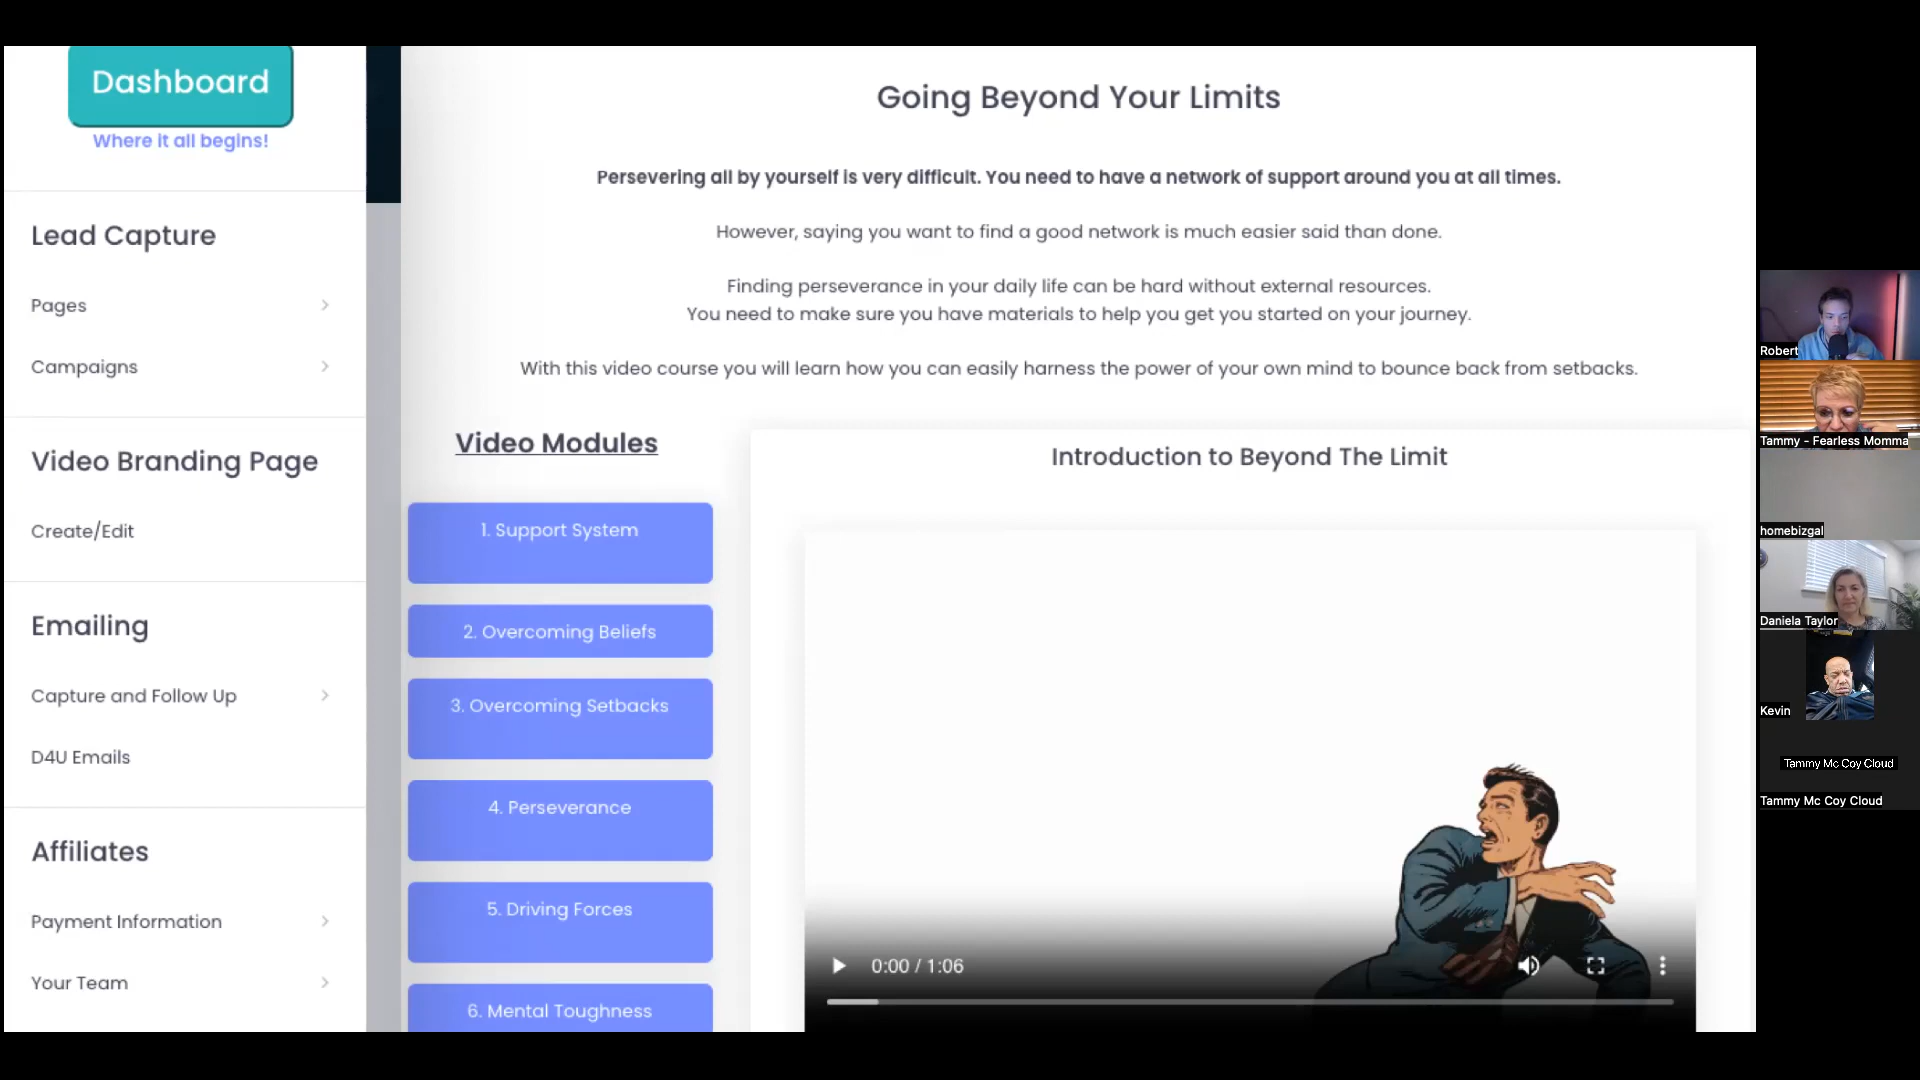 Dashboard
Where it all begins!
Lead Capture
Pages
Campaigns
Video Branding Page
Create/Edit
Emailing
Capture and Follow Up
D4U Emails
Affiliates
Payment Information
Your Team
Going Beyond Your Limits
Persevering all by yourself is very difficult. You need to have a network of support around you at all times.
However, saying you want to find a good network is much easier said than done.
Finding perseverance in your daily life can be hard without external resources.
You need to make sure you have materials to help you get you started on your journey.
With this video course you will learn how you can easily harness the power of your own mind to bounce back from setbacks.
Video Modules
1. Support System
2. Overcoming Beliefs
3. Overcoming Setbacks
4. Perseverance
5. Driving Forces
6. Mental Toughness
Introduction to Beyond The Limit
0:00 / 1:06
Robert
Tammy - Fearless Momma
homebizgal
Daniela Taylor
Kevin
Tammy Mc Coy Cloud
Tammy Mc Coy Cloud